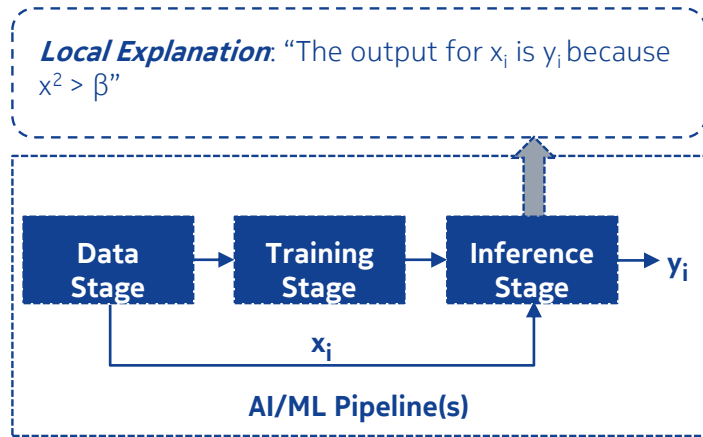 Local Explanation: “The output for xᵢ is yᵢ because
x² > β”
Data
Stage
Training
Stage
Inference
Stage
yᵢ
xᵢ
AI/ML Pipeline(s)